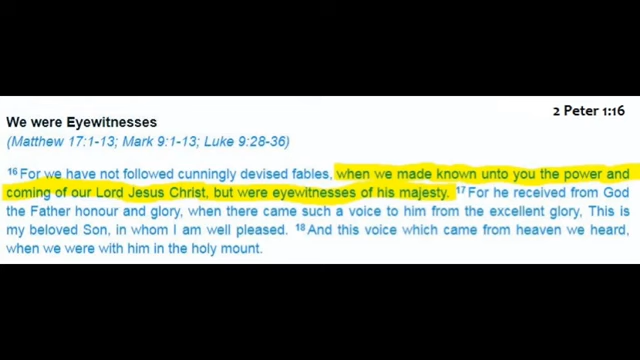 2 Peter 1:16
We were Eyewitnesses
(Matthew 17:1-13; Mark 9:1-13; Luke 9:28-36)
16 For we have not followed cunningly devised fables, when we made known unto you the power and
coming of our Lord Jesus Christ, but were eyewitnesses of his majesty. 17 For he received from God
the Father honour and glory, when there came such a voice to him from the excellent glory, This is
my beloved Son, in whom I am well pleased. 18 And this voice which came from heaven we heard,
when we were with him in the holy mount.